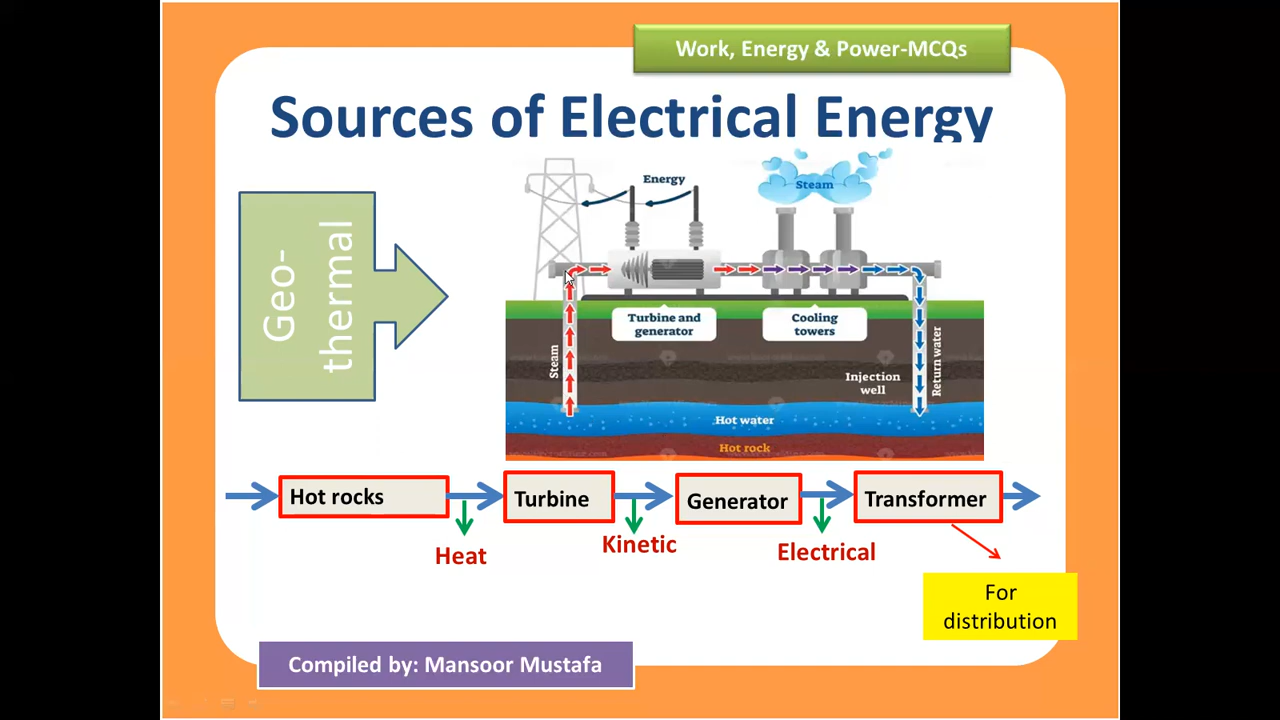 Work, Energy & Power-MCQs
Sources of Electrical Energy
Geo-
thermal
Energy
Steam
Turbine and
generator
Cooling
towers
Steam
Injection
well
Return water
Hot water
Hot rock
Hot rocks
Turbine
Generator
Transformer
Heat
Kinetic
Electrical
For
distribution
Compiled by: Mansoor Mustafa